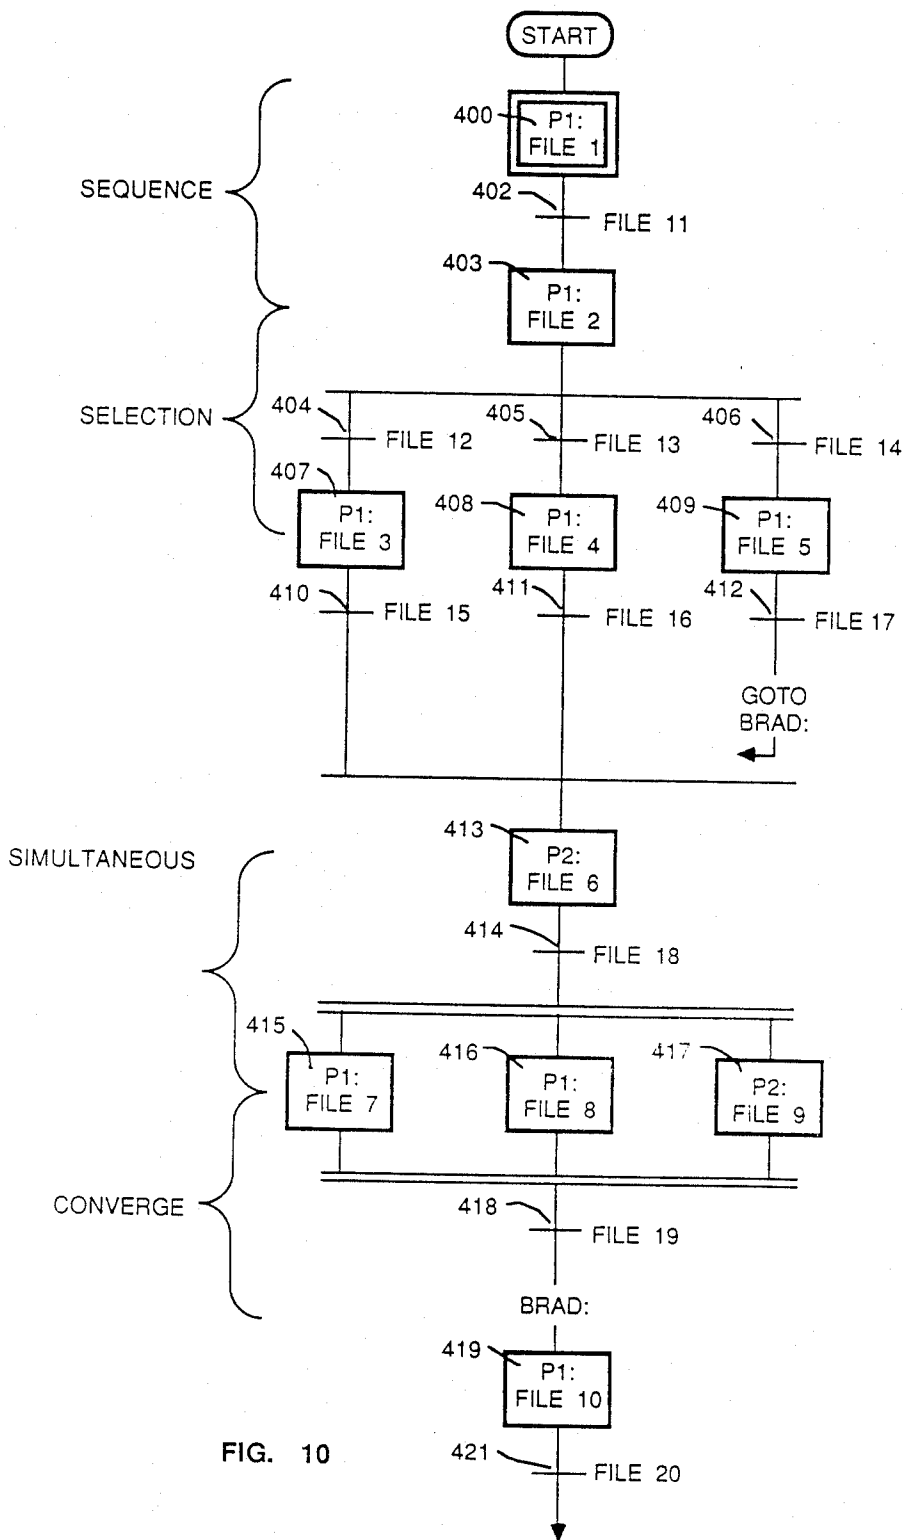 START
400
P1:
FILE 1
SEQUENCE
402
FILE 11
403
P1:
FILE 2
SELECTION
404
FILE 12
405
FILE 13
406
FILE 14
407
P1:
FILE 3
408
P1:
FILE 4
409
P1:
FILE 5
410
FILE 15
411
FILE 16
412
FILE 17
GOTO
BRAD:
413
P2:
FILE 6
SIMULTANEOUS
414
FILE 18
415
P1:
FILE 7
416
P1:
FILE 8
417
P2:
FILE 9
CONVERGE
418
FILE 19
BRAD:
419
P1:
FILE 10
FIG. 10
421
FILE 20